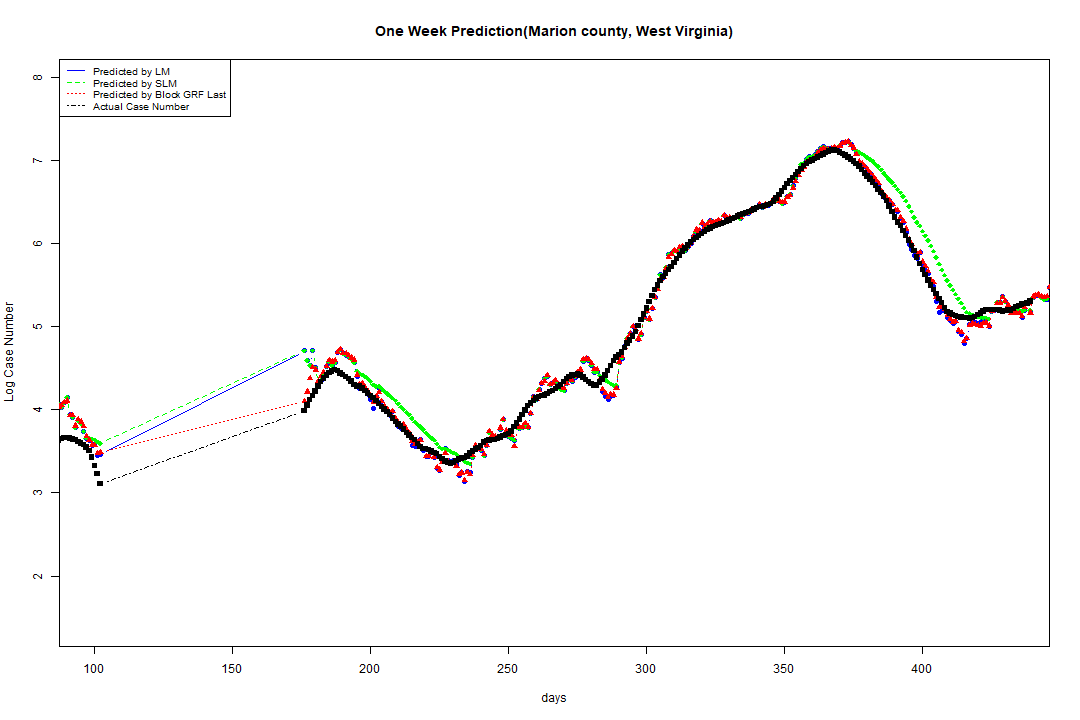 One Week Prediction(Marion county, West Virginia)
Predicted by LM
Predicted by SLM
Predicted by Block GRF Last
Actual Case Number
8
7
6
5
4
3
2
Log Case Number
100 150 200 250 300 350 400
days